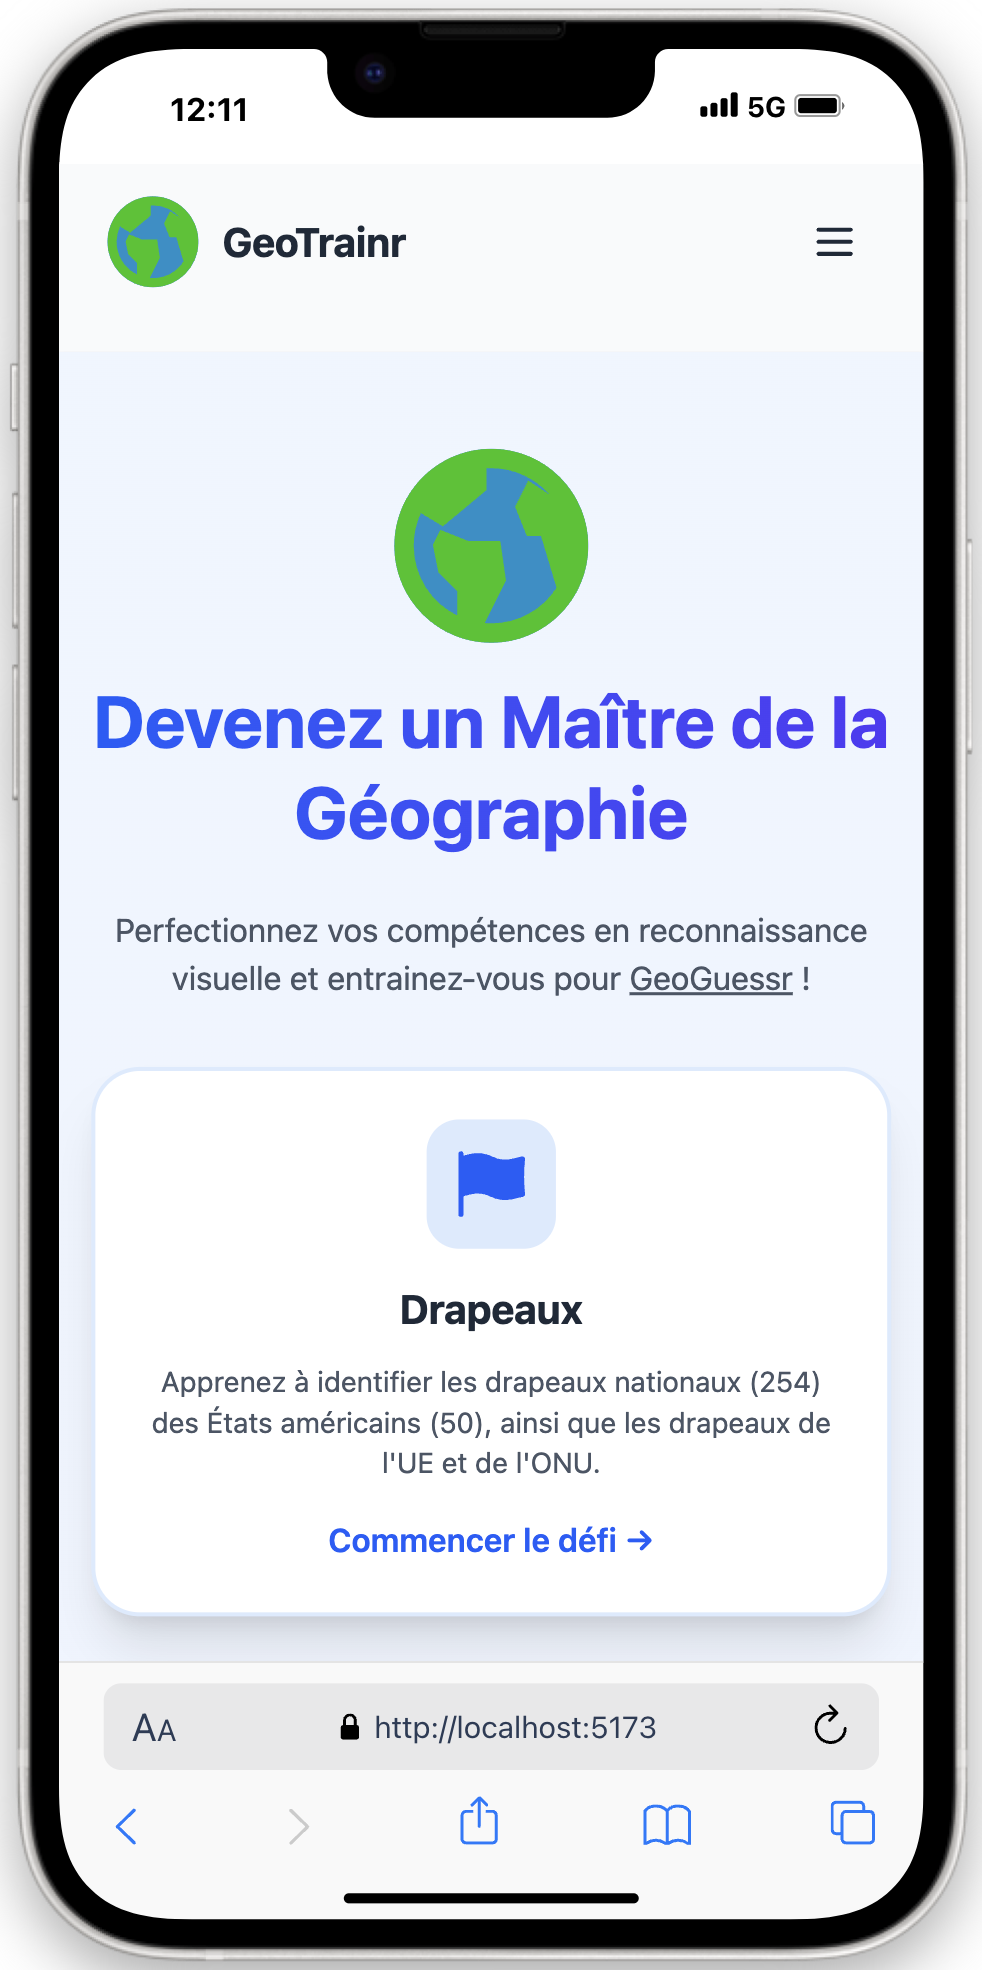 12:11
5G
GeoTrainr
Devenez un Maître de la
Géographie
Perfectionnez vos compétences en reconnaissance
visuelle et entrainez-vous pour GeoGuessr !
Drapeaux
Apprenez à identifier les drapeaux nationaux (254)
des États américains (50), ainsi que les drapeaux de
l'UE et de l'ONU.
Commencer le défi →
AA
http://localhost:5173